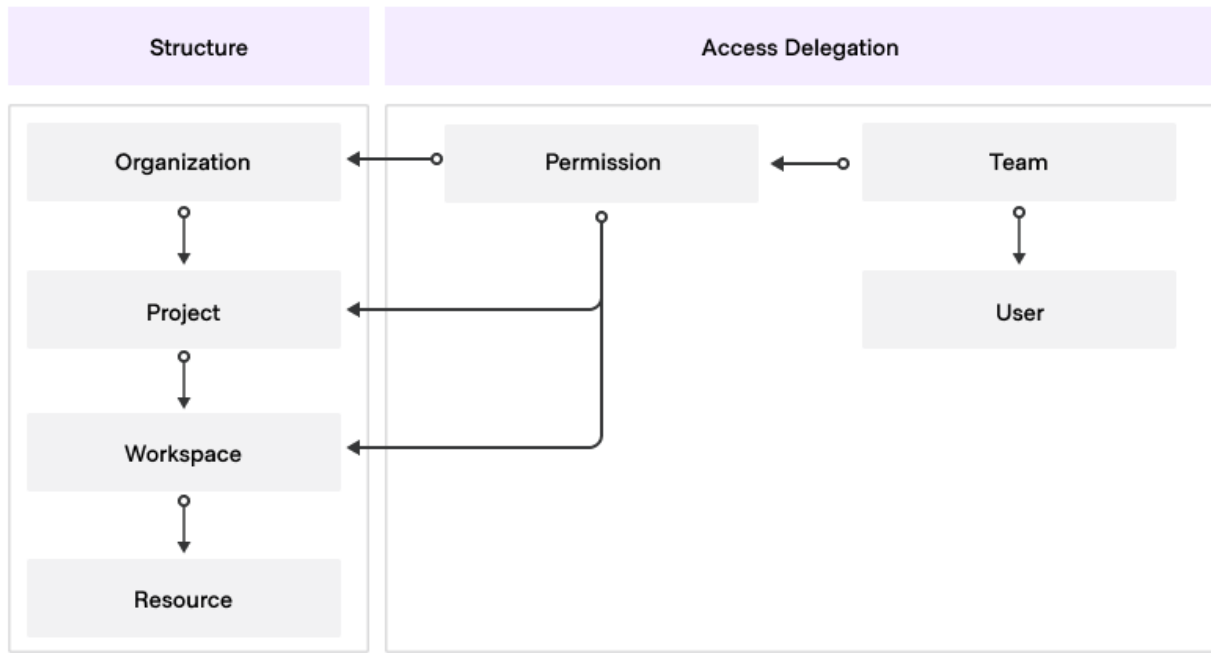 Structure
Access Delegation
Organization
Permission
Team
Project
User
Workspace
Resource